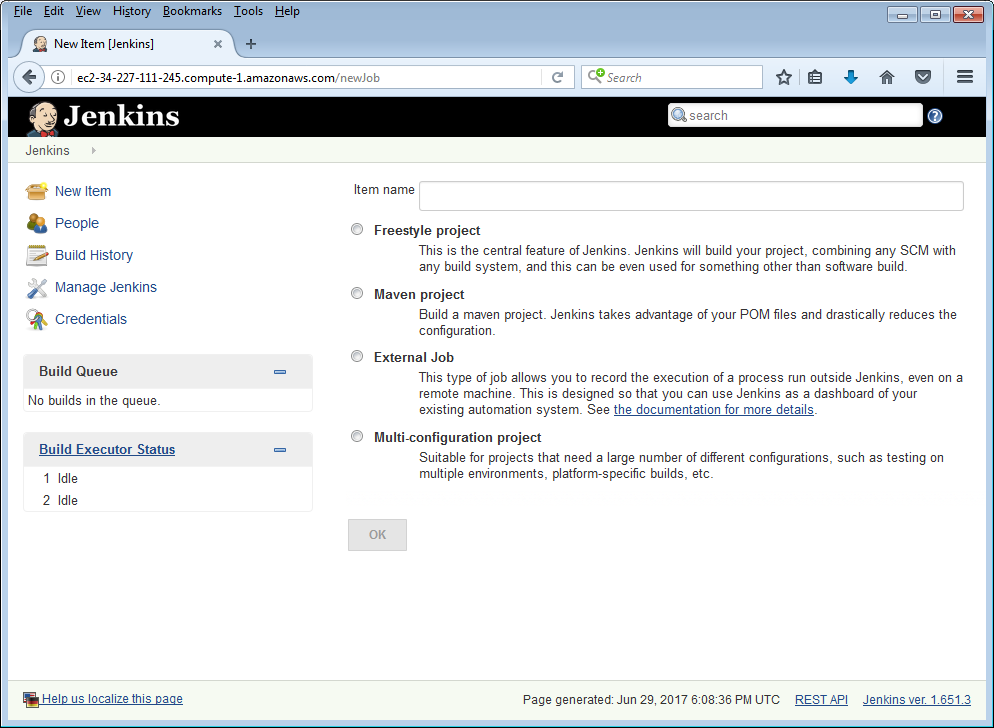 File Edit View History Bookmarks Tools Help
New Item [Jenkins]
ec2-34-227-111-245.compute-1.amazonaws.com/newJob
Search
Jenkins
search
Jenkins
New Item
People
Build History
Manage Jenkins
Credentials
Build Queue
No builds in the queue.
Build Executor Status
1 Idle
2 Idle
Item name
Freestyle project
This is the central feature of Jenkins. Jenkins will build your project, combining any SCM with
any build system, and this can be even used for something other than software build.
Maven project
Build a maven project. Jenkins takes advantage of your POM files and drastically reduces the
configuration.
External Job
This type of job allows you to record the execution of a process run outside Jenkins, even on a
remote machine. This is designed so that you can use Jenkins as a dashboard of your
existing automation system. See the documentation for more details.
Multi-configuration project
Suitable for projects that need a large number of different configurations, such as testing on
multiple environments, platform-specific builds, etc.
OK
Help us localize this page
Page generated: Jun 29, 2017 6:08:36 PM UTC REST API Jenkins ver. 1.651.3